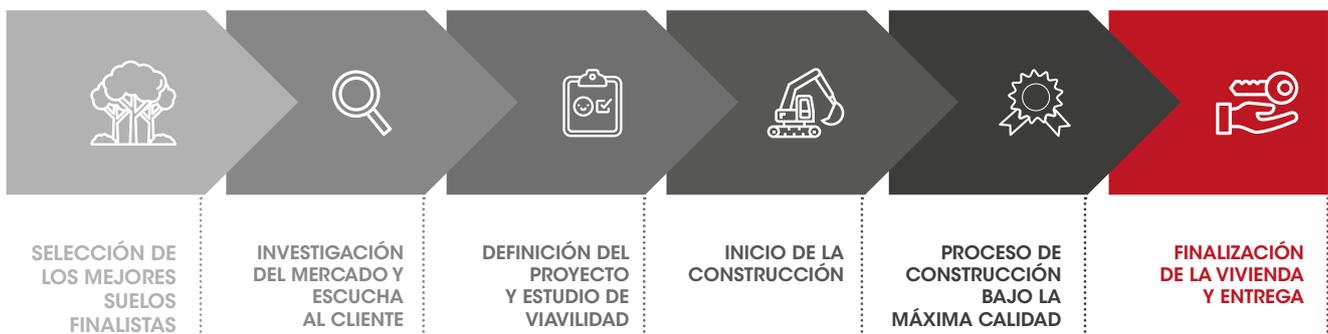 SELECCIÓN DE
LOS MEJORES
SUELOS
FINALISTAS
INVESTIGACIÓN
DEL MERCADO Y
ESCUCHA
AL CLIENTE
DEFINICIÓN DEL
PROYECTO
Y ESTUDIO DE
VIAVILIDAD
INICIO DE LA
CONSTRUCCIÓN
PROCESO DE
CONSTRUCCIÓN
BAJO LA
MÁXIMA CALIDAD
FINALIZACIÓN
DE LA VIVIENDA
Y ENTREGA